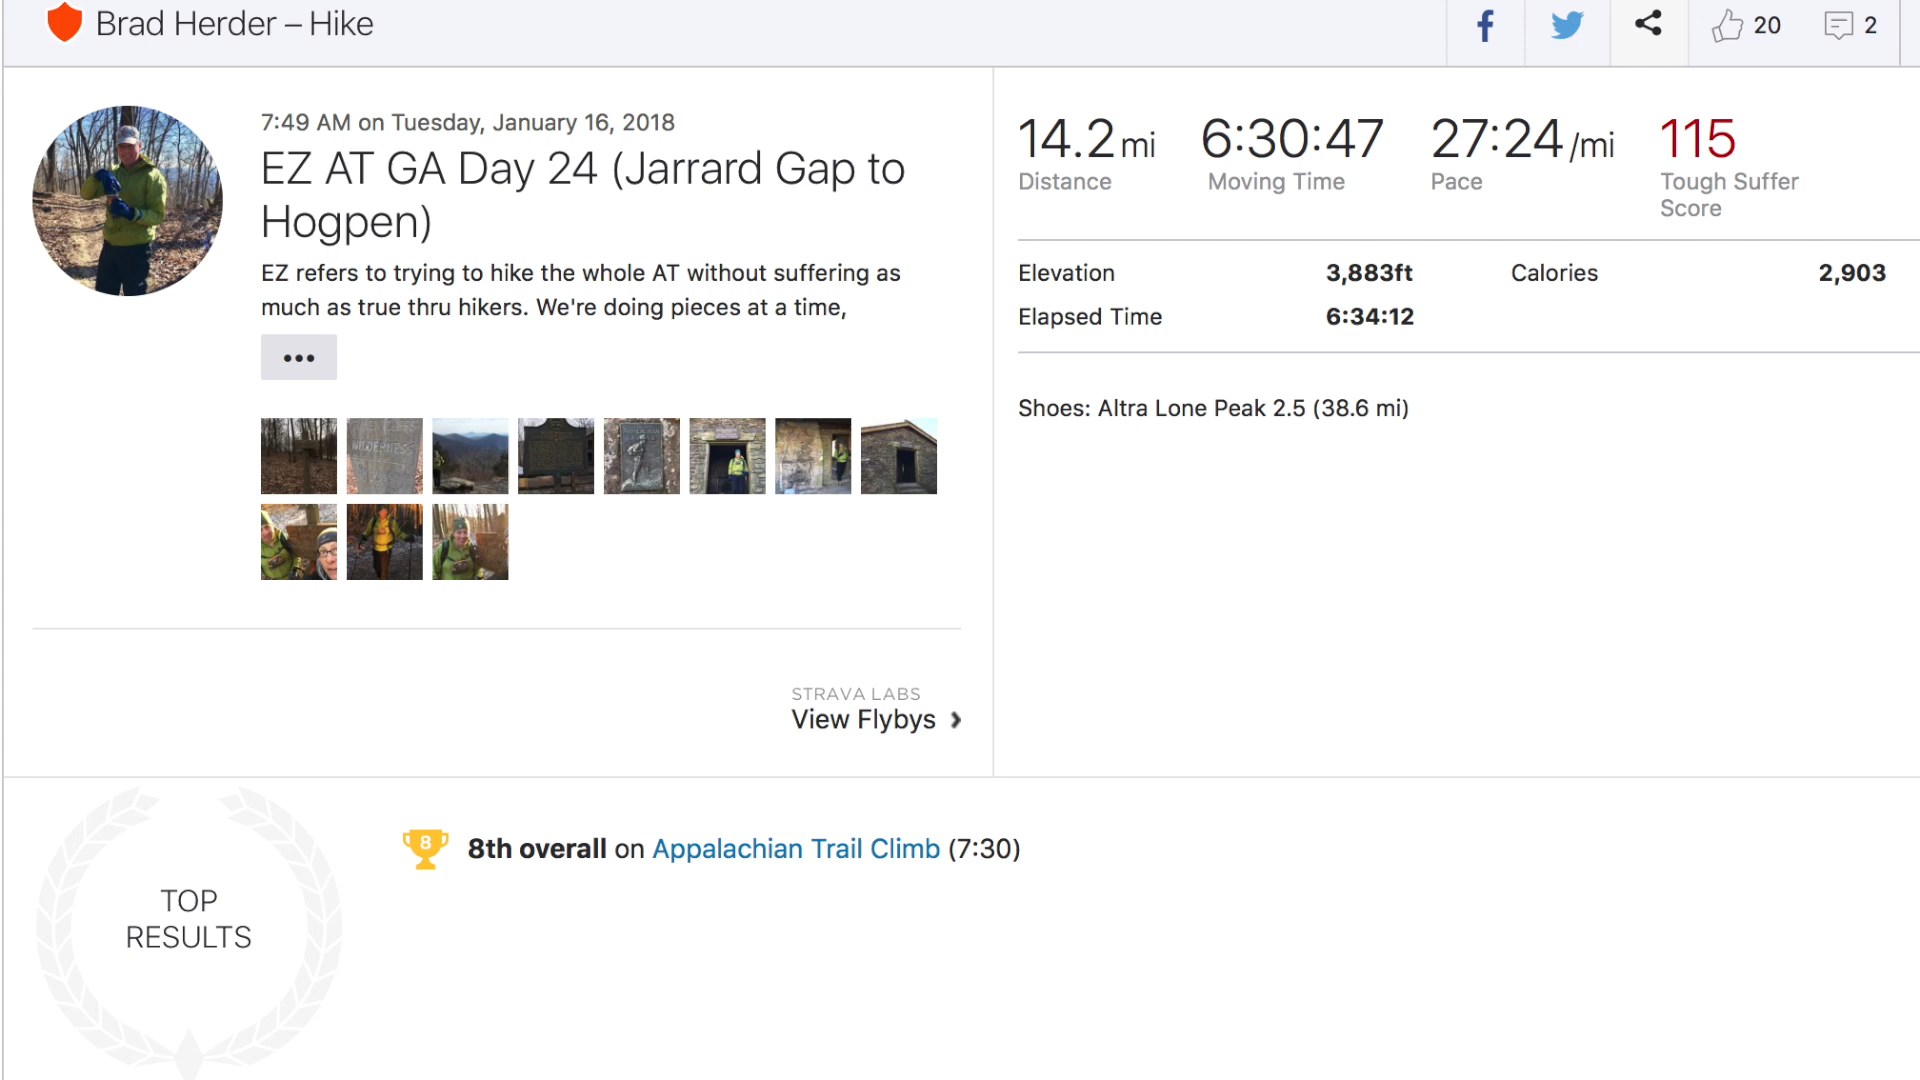 Brad Herder – Hike
20
2
7:49 AM on Tuesday, January 16, 2018
EZ AT GA Day 24 (Jarrard Gap to
Hogpen)
EZ refers to trying to hike the whole AT without suffering as
much as true thru hikers. We're doing pieces at a time,
•••
WILDERNESS
STRAVA LABS
View Flybys
14.2 mi
Distance
6:30:47
Moving Time
27:24 /mi
Pace
115
Tough Suffer
Score
Elevation 3,883ft Calories 2,903
Elapsed Time 6:34:12
Shoes: Altra Lone Peak 2.5 (38.6 mi)
TOP
RESULTS
8
8th overall on Appalachian Trail Climb (7:30)